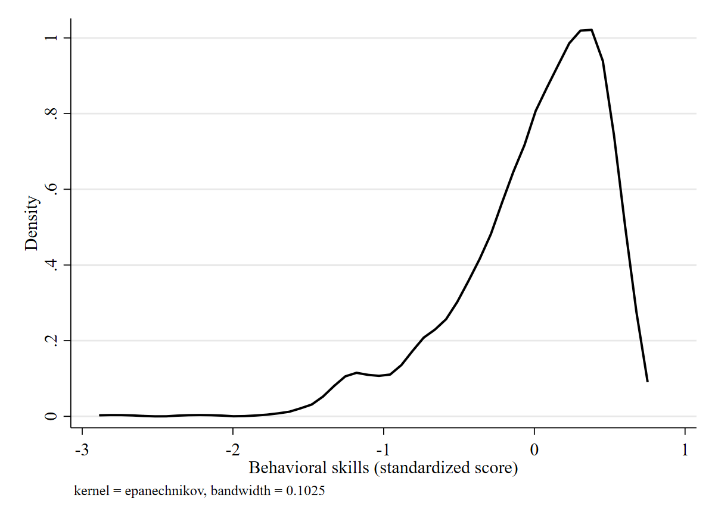 Density
1
.8
.6
.4
.2
0
-3 -2 -1 0 1
Behavioral skills (standardized score)
kernel = epanechnikov, bandwidth = 0.1025